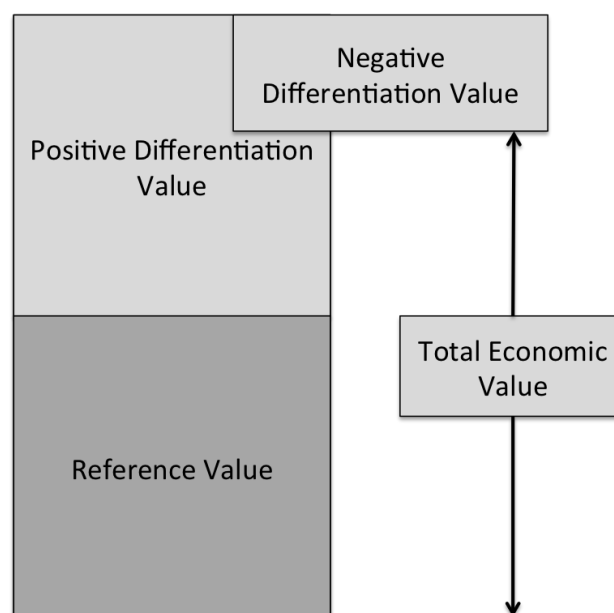 Negative
Differentiation Value
Positive Differentiation
Value
Total Economic
Value
Reference Value